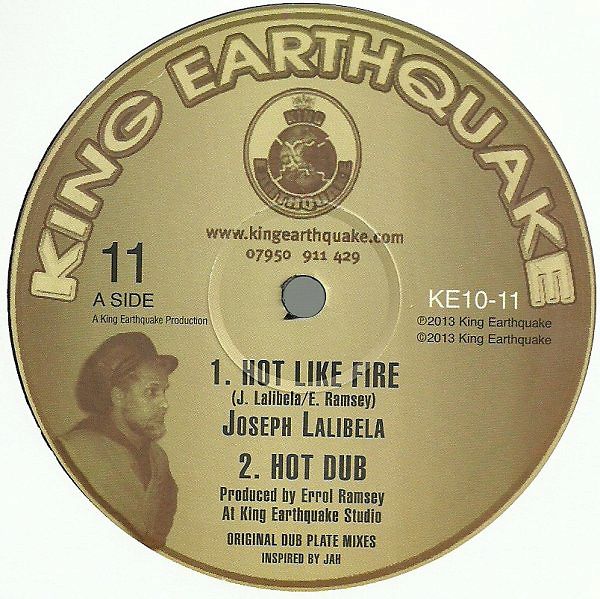 KING EARTHQUAKE
KING
EARTHQUAKE
www.kingearthquake.com
07950 911 429
11
A SIDE
A King Earthquake Production
KE10-11
℗2013 King Earthquake
©2013 King Earthquake
1. HOT LIKE FIRE
(J. Lalibela/E. Ramsey)
JOSEPH LALIBELA
2. HOT DUB
Produced by Errol Ramsey
At King Earthquake Studio
ORIGINAL DUB PLATE MIXES
INSPIRED BY JAH